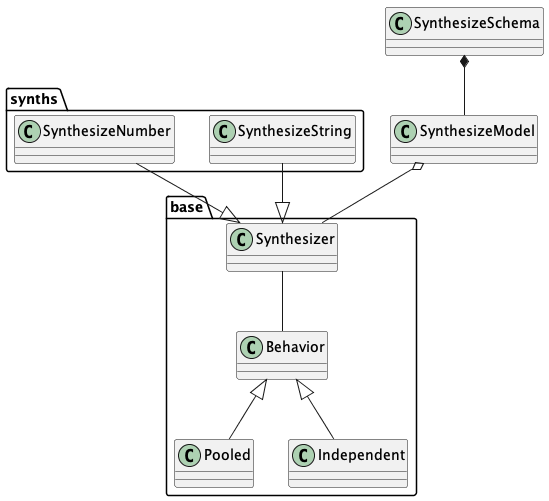 C SynthesizeSchema
synths
C SynthesizeNumber
C SynthesizeString
C SynthesizeModel
base
C Synthesizer
C Behavior
C Pooled
C Independent